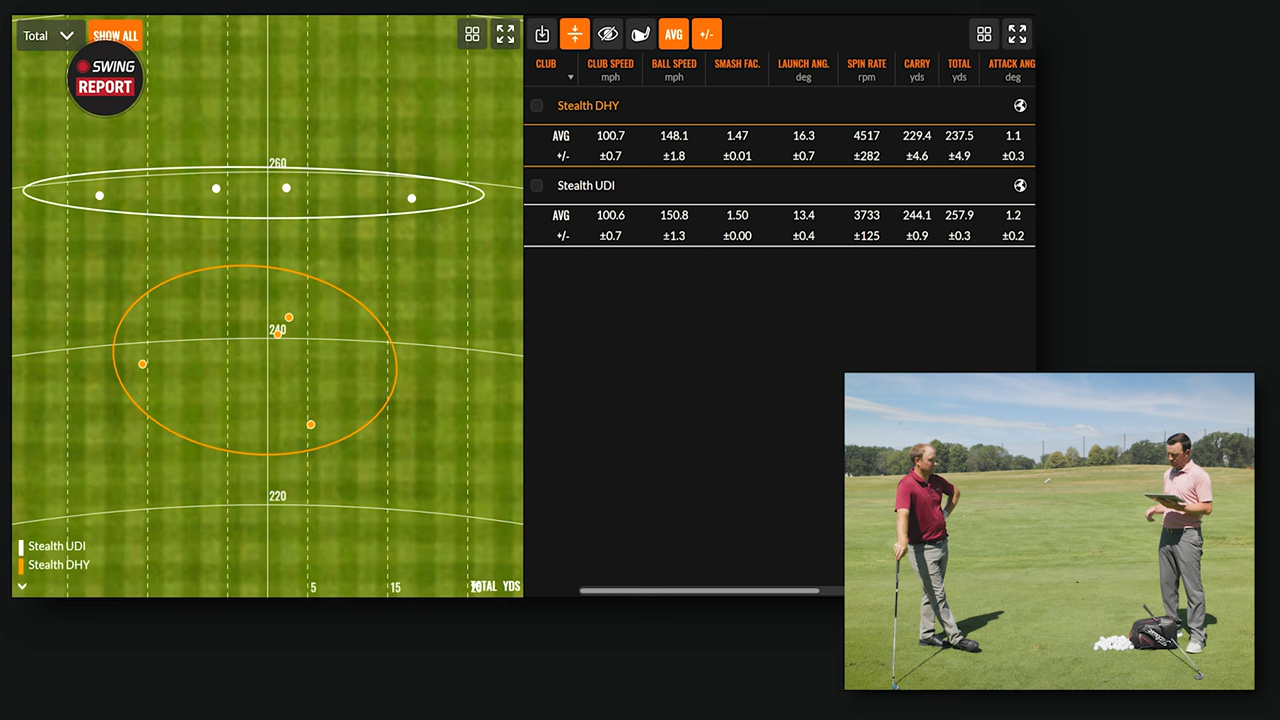 Total
SHOW ALL
SWING
REPORT
260
240
220
Stealth UDI
Stealth DHY
5
15
TOTAL YDS
AVG
+/-
CLUB CLUB SPEED BALL SPEED SMASH FAC. LAUNCH ANG. SPIN RATE CARRY TOTAL ATTACK ANG
mph mph deg rpm yds yds deg
Stealth DHY
AVG 100.7 148.1 1.47 16.3 4517 229.4 237.5 1.1
+/- ±0.7 ±1.8 ±0.01 ±0.7 ±282 ±4.6 ±4.9 ±0.3
Stealth UDI
AVG 100.6 150.8 1.50 13.4 3733 244.1 257.9 1.2
+/- ±0.7 ±1.3 ±0.00 ±0.4 ±125 ±0.9 ±0.3 ±0.2